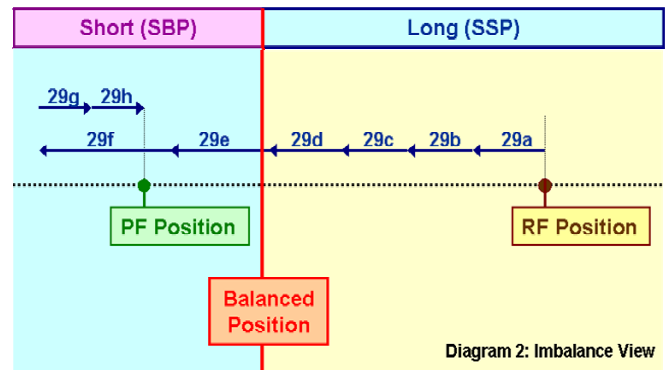 Short (SBP) Long (SSP)
29g 29h
29f 29e 29d 29c 29b 29a
PF Position RF Position
Balanced
Position
Diagram 2: Imbalance View